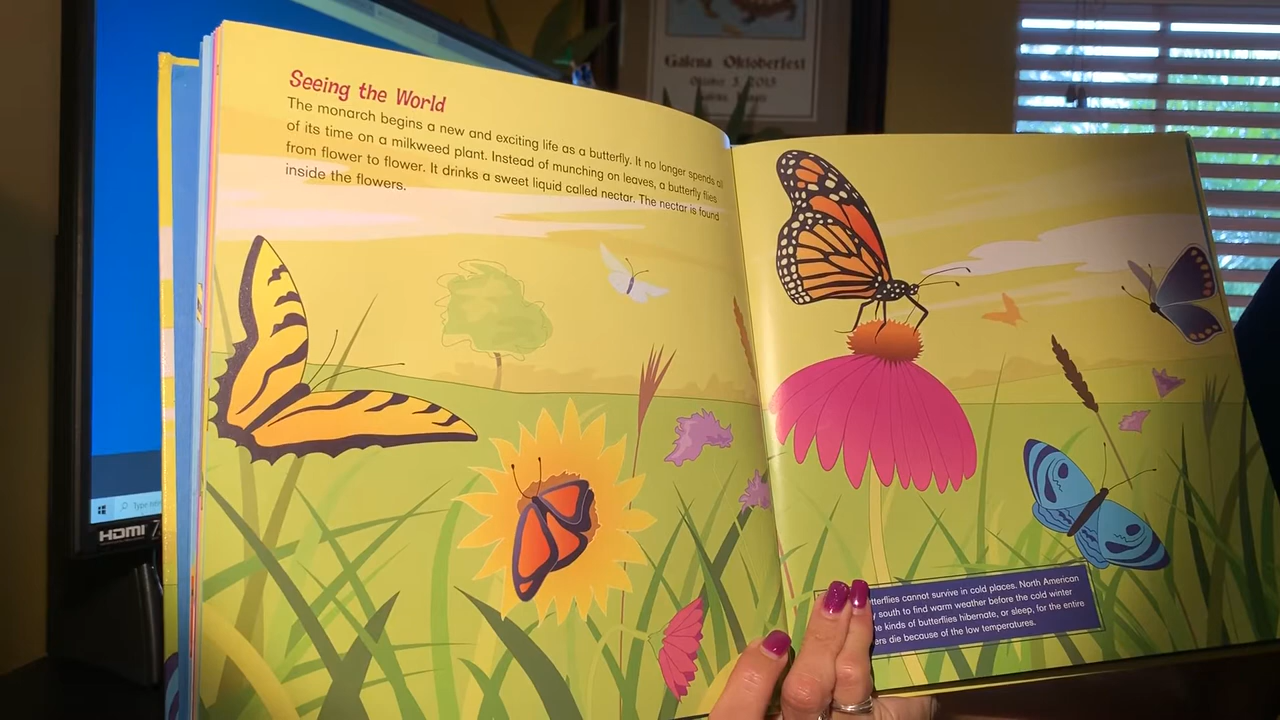 Seeing the World
The monarch begins a new and exciting life as a butterfly. It no longer spends all
of its time on a milkweed plant. Instead of munching on leaves, a butterfly flies
from flower to flower. It drinks a sweet liquid called nectar. The nectar is found
inside the flowers.
Galena Oktoberfest
cannot survive in cold places. North American
south to find warm weather before the cold winter
kinds of butterflies hibernate, or sleep, for the entire
die because of the low temperatures.
HDMI